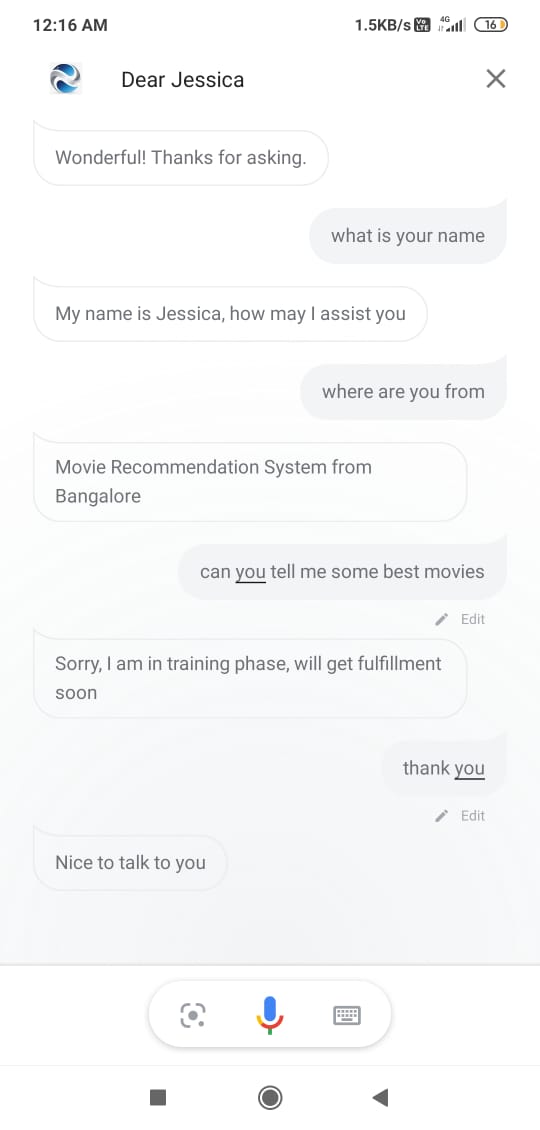 12:16 AM 1.5KB/s Vo LTE 4G 16
Dear Jessica
Wonderful! Thanks for asking.
what is your name
My name is Jessica, how may I assist you
where are you from
Movie Recommendation System from
Bangalore
can you tell me some best movies
Edit
Sorry, I am in training phase, will get fulfillment
soon
thank you
Edit
Nice to talk to you